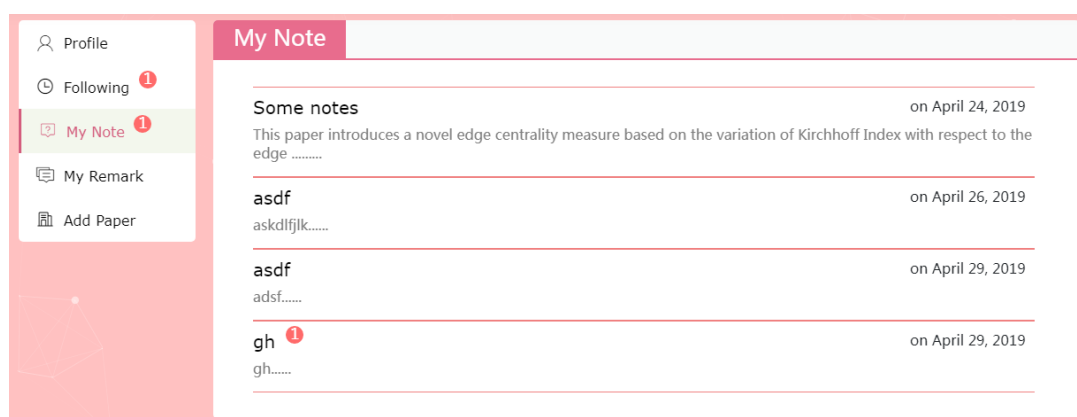 Profile
Following 1
My Note 1
My Remark
Add Paper
My Note
Some notes on April 24, 2019
This paper introduces a novel edge centrality measure based on the variation of Kirchhoff Index with respect to the
edge .........
asdf on April 26, 2019
askdlfjlk......
asdf on April 29, 2019
adsf......
gh 1 on April 29, 2019
gh......